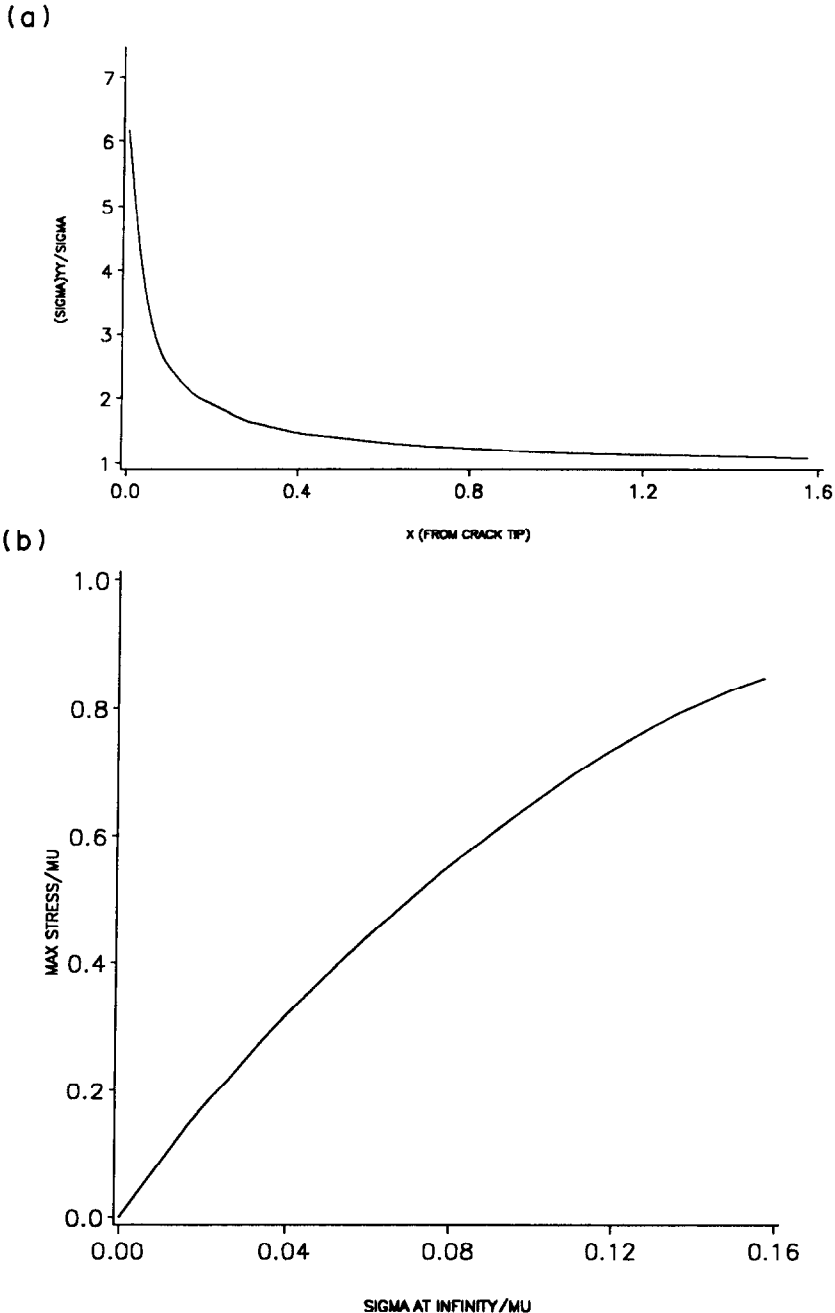 (a)
7
6
5
4
3
2
1
(SIGMA)YY/SIGMA
0.0 0.4 0.8 1.2 1.6
X (FROM CRACK TIP)
(b)
1.0
0.8
0.6
0.4
0.2
0.0
MAX STRESS/MU
0.00 0.04 0.08 0.12 0.16
SIGMA AT INFINITY/MU